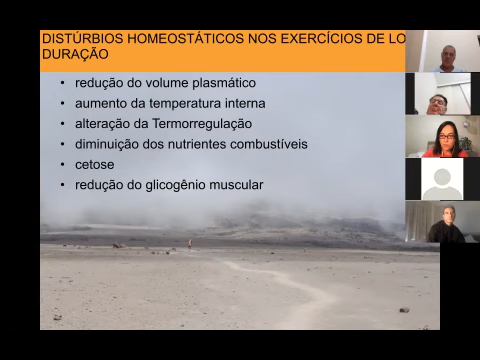 DISTÚRBIOS HOMEOSTÁTICOS NOS EXERCÍCIOS DE LO
DURAÇÃO
• redução do volume plasmático
• aumento da temperatura interna
• alteração da Termorregulação
• diminuição dos nutrientes combustíveis
• cetose
• redução do glicogênio muscular